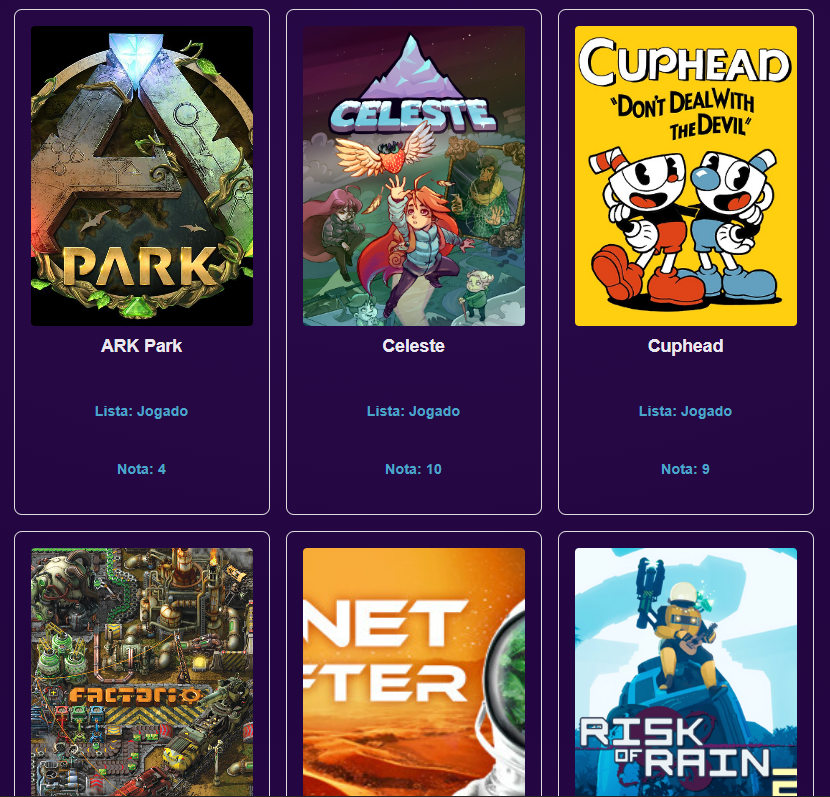 PARK
ARK Park
Lista: Jogado
Nota: 4
CELESTE
Celeste
Lista: Jogado
Nota: 10
CUPHEAD
"DON'T DEAL WITH
THE DEVIL"
Cuphead
Lista: Jogado
Nota: 9
FACTORIO
NET
FTER
RISK
OF RAIN
2